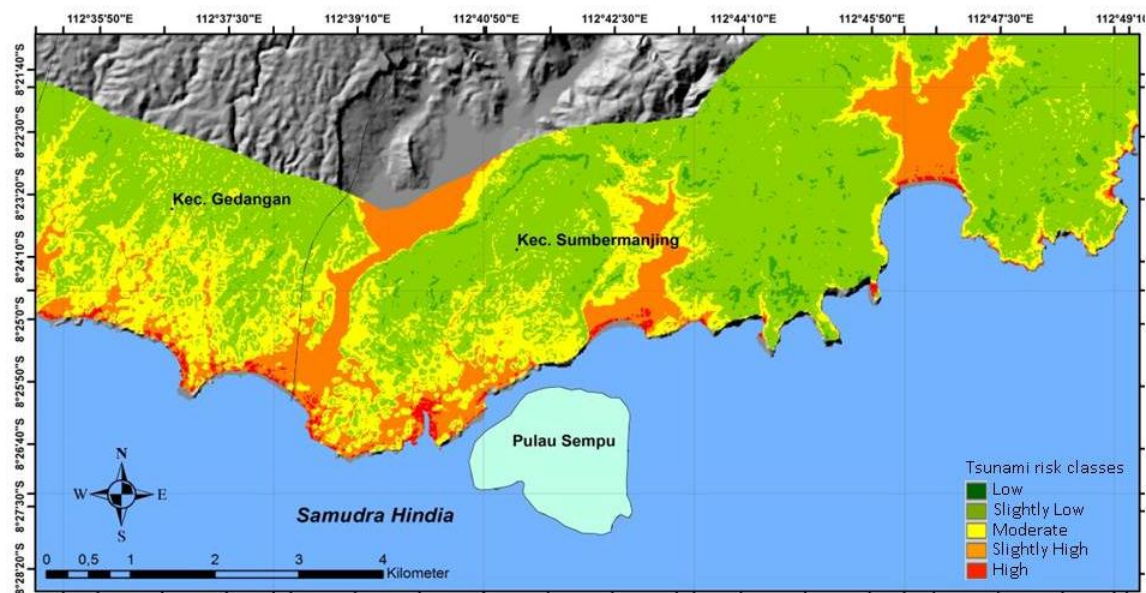 112°35'50"E 112°37'30"E 112°39'10"E 112°40'50"E 112°42'30"E 112°44'10"E 112°45'50"E 112°47'30"E 112°49'10
8°21'40"S
8°22'30"S
8°23'20"S
8°24'10"S
8°25'0"S
8°25'50"S
8°26'40"S
8°27'30"S
8°28'20"S
Kec. Gedangan
Kec. Sumbermanjing
Pulau Sempu
Samudra Hindia
N
W E
S
0 0,5 1 2 3 4
Kilometer
Tsunami risk classes
Low
Slightly Low
Moderate
Slightly High
High